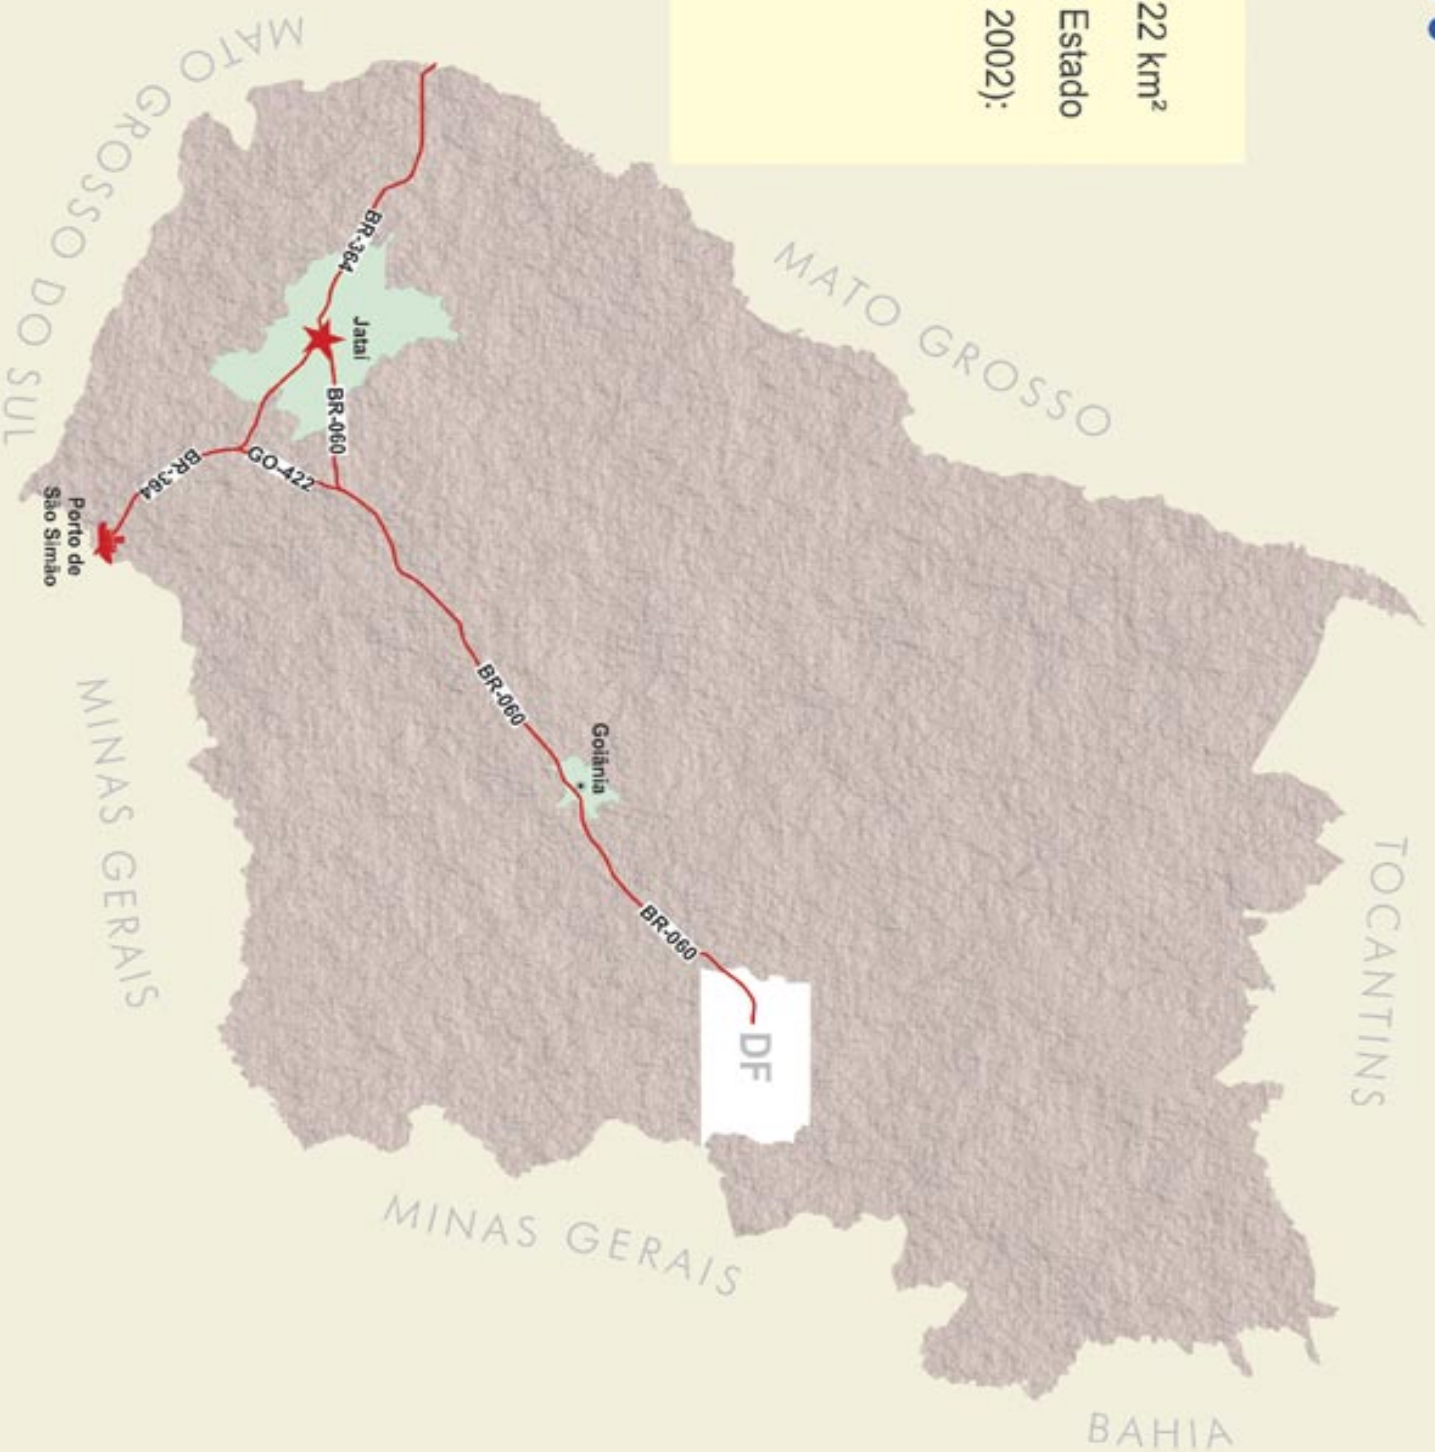 22 km²
Estado
2002):
TOCANTINS
BAHIA
MATO GROSSO
DF
BR-060
Goiânia
MINAS GERAIS
BR-060
BR-364
Jataí
BR-060
GO-422
BR-364
MATO GROSSO DO SUL
MINAS GERAIS
Porto de
São Simão